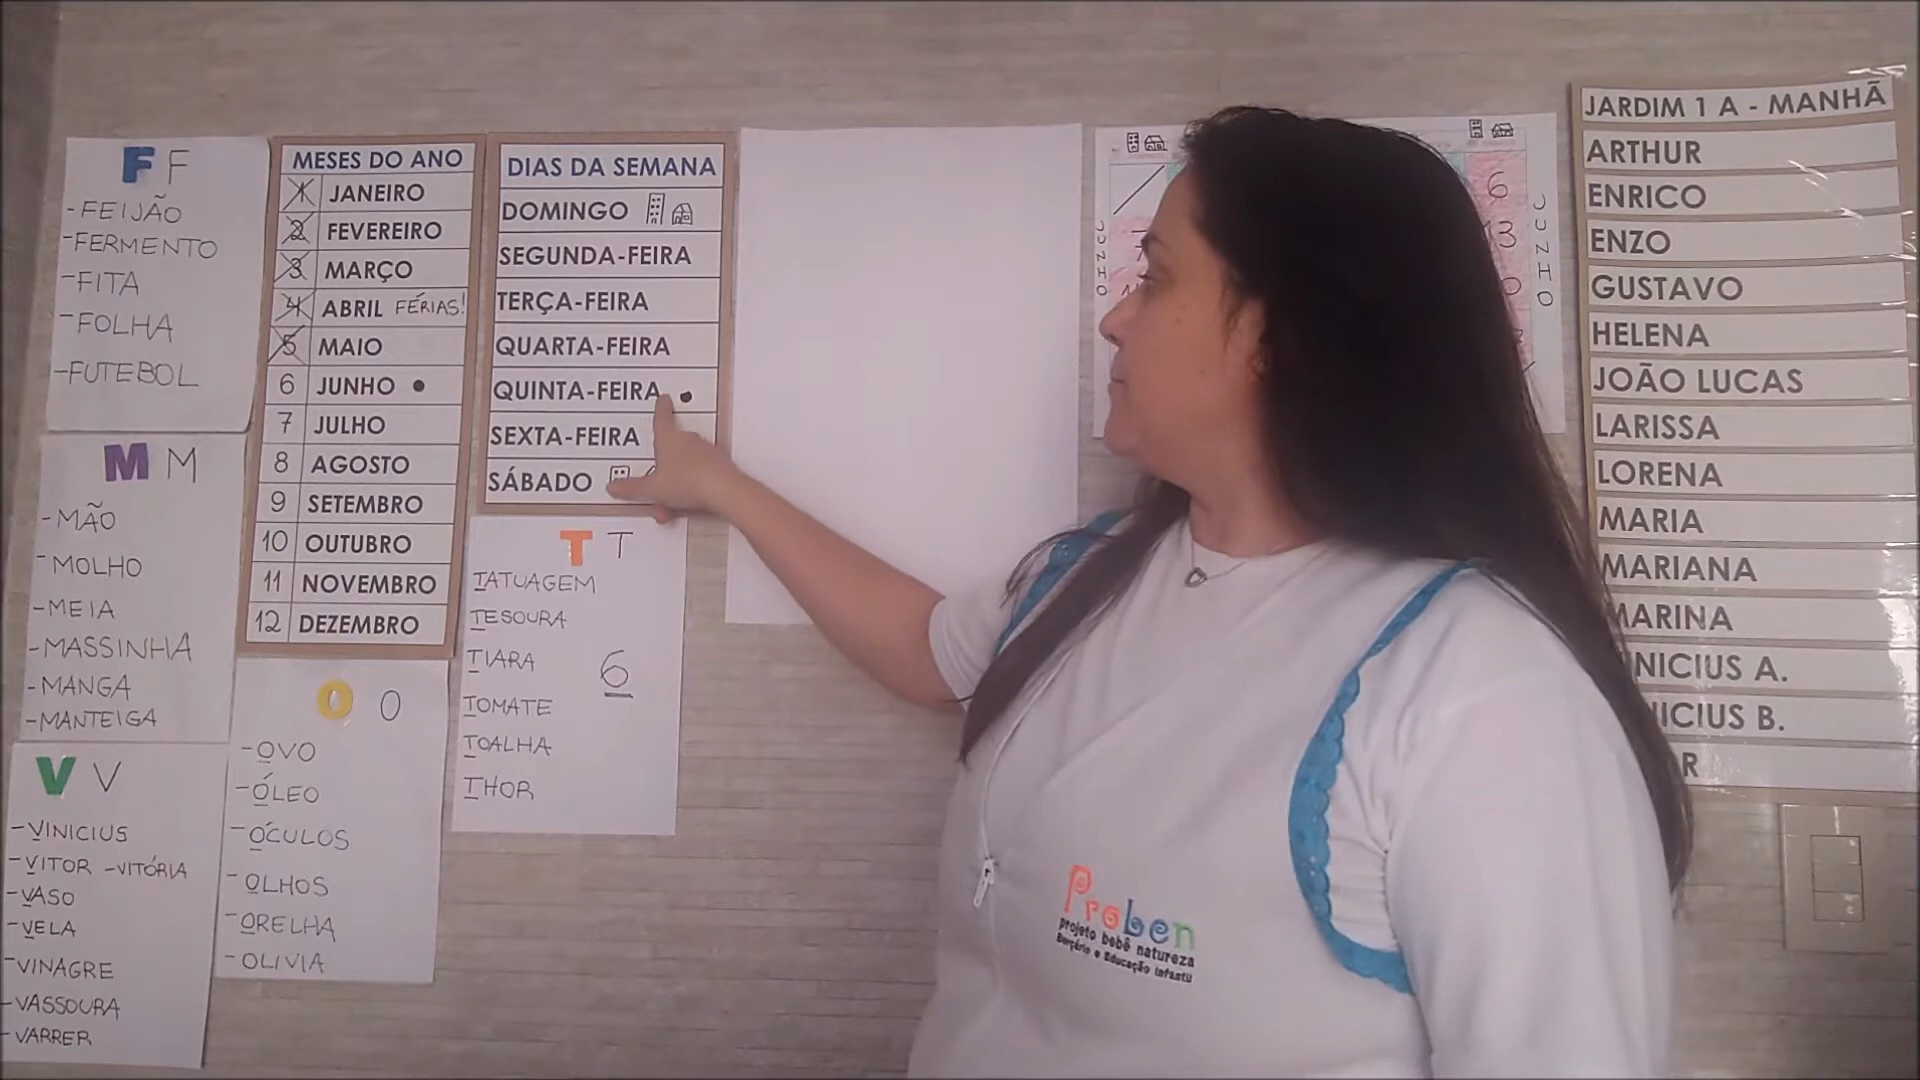 F F
-FEIJÃO
-FERMENTO
-FITA
-FOLHA
-FUTEBOL
M M
-MÃO
-MOLHO
-MEIA
-MASSINHA
-MANGA
-MANTEIGA
V V
-VINICIUS
-VITOR -VITÓRIA
-VASO
-VELA
-VINAGRE
-VASSOURA
-VARRER
MESES DO ANO
1 JANEIRO
2 FEVEREIRO
3 MARÇO
4 ABRIL FÉRIAS!
5 MAIO
6 JUNHO
7 JULHO
8 AGOSTO
9 SETEMBRO
10 OUTUBRO
11 NOVEMBRO
12 DEZEMBRO
O O
-OVO
-ÓLEO
-ÓCULOS
-OLHOS
-ORELHA
-OLIVIA
DIAS DA SEMANA
DOMINGO
SEGUNDA-FEIRA
TERÇA-FEIRA
QUARTA-FEIRA
QUINTA-FEIRA
SEXTA-FEIRA
SÁBADO
T T
TATUAGEM
TESOURA
TIARA
6
TOMATE
TOALHA
THOR
JUNHO
7
6
13
JUNHO
JARDIM 1 A - MANHÃ
ARTHUR
ENRICO
ENZO
GUSTAVO
HELENA
JOÃO LUCAS
LARISSA
LORENA
MARIA
MARIANA
MARINA
NICIUS A.
ICIUS B.
R
Proben
projeto bebê natureza
Berçário e Educação Infantil